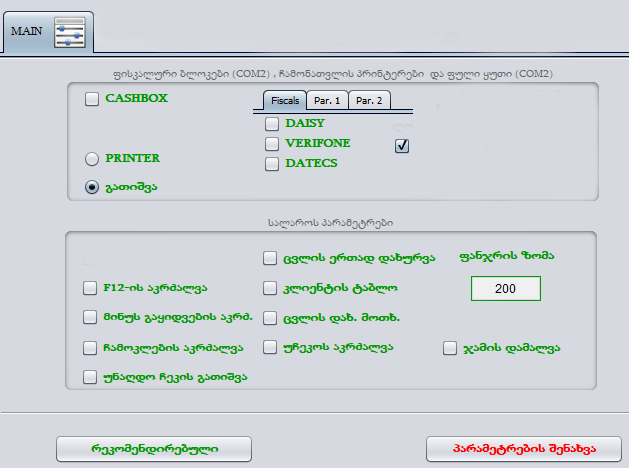 MAIN
ფისკალური ბლოკები (COM2) , ჩამონათვლის პრინტერები და ფული ყუთი (COM2)
CASHBOX
Fiscals Par. 1 Par. 2
DAISY
VERIFONE
PRINTER
DATECS
გათიშვა
სალაროს პარამეტრები
ცვლის ერთად დახურვა ფანჯრის ზომა
F12-ის აკრძალვა კლიენტის ტაბლო 200
მინუს გაყიდვების აკრძ. ცვლის დახ. მოთხ.
ჩამოკლების აკრძალვა უჩეკოს აკრძალვა ჯამის დამალვა
უნაღდო ჩეკის გათიშვა
რეკომენდირებული პარამეტრების შენახვა